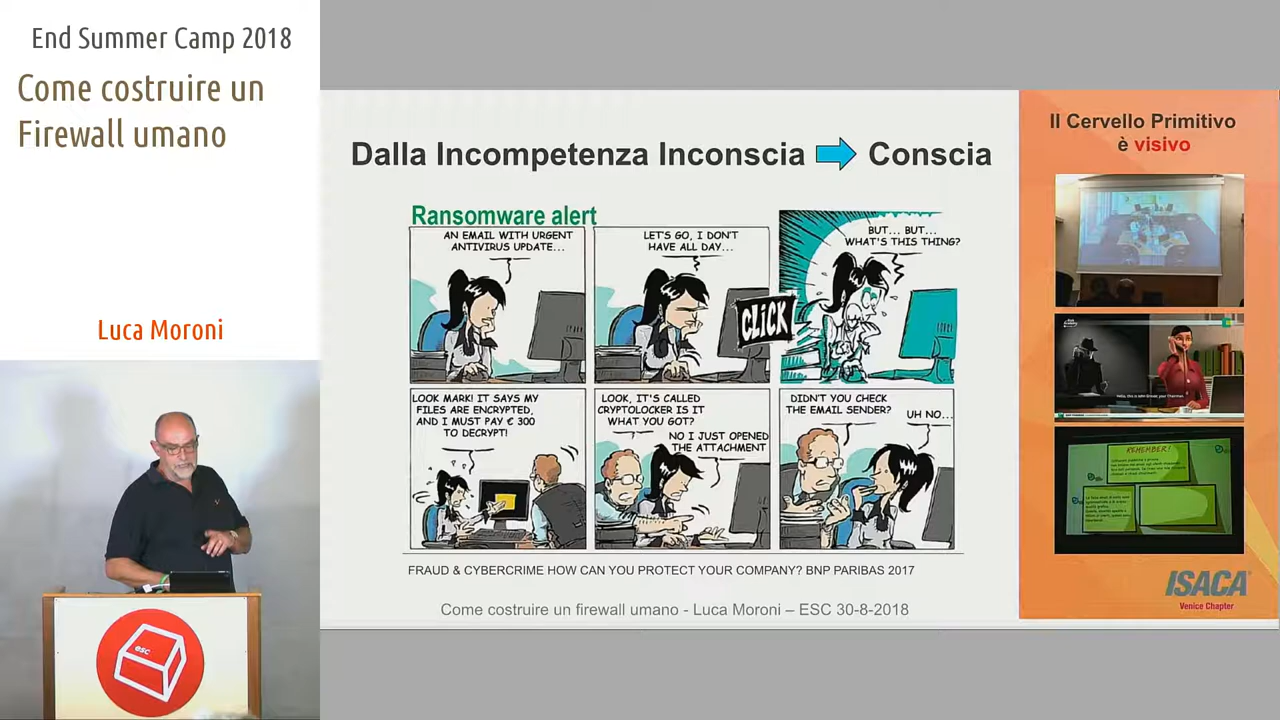 End Summer Camp 2018
Come costruire un
Firewall umano
Luca Moroni
esc
Dalla Incompetenza Inconscia Conscia
Ransomware alert
AN EMAIL WITH URGENT
ANTIVIRUS UPDATE...
LET'S GO, I DON'T
HAVE ALL DAY...
CLICK
BUT... BUT...
WHAT'S THIS THING?
LOOK MARK! IT SAYS MY
FILES ARE ENCRYPTED,
AND I MUST PAY € 300
TO DECRYPT!
LOOK, IT'S CALLED
CRYPTOLOCKER IS IT
WHAT YOU GOT?
NO I JUST OPENED
THE ATTACHMENT
DIDN'T YOU CHECK
THE EMAIL SENDER?
UH NO...
FRAUD & CYBERCRIME HOW CAN YOU PROTECT YOUR COMPANY? BNP PARIBAS 2017
Come costruire un firewall umano - Luca Moroni – ESC 30-8-2018
Il Cervello Primitivo
è visivo
REMEMBER!
ISACA®
Venice Chapter